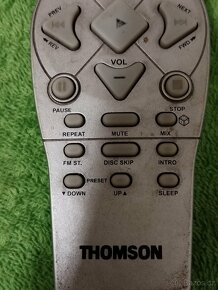 PREV NEXT
REV FWD
VOL
PAUSE STOP
REPEAT MUTE MIX
FM ST. DISC SKIP INTRO
▼ DOWN PRESET UP ▲ SLEEP
THOMSON